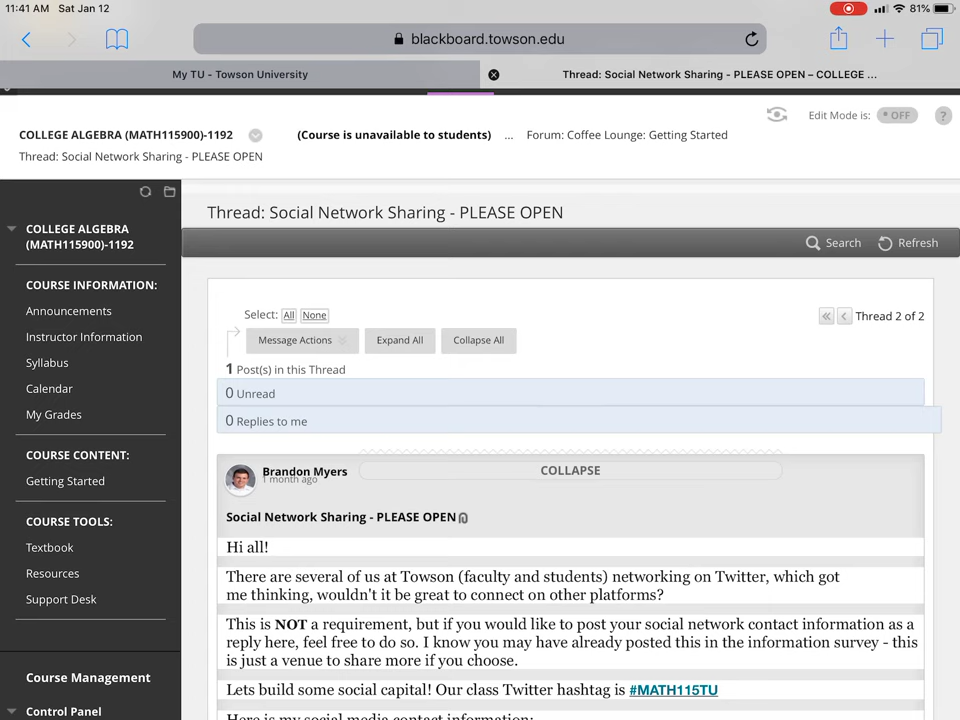 11:41 AM Sat Jan 12
81%
blackboard.towson.edu
My TU - Towson University
Thread: Social Network Sharing - PLEASE OPEN – COLLEGE ...
COLLEGE ALGEBRA (MATH115900)-1192
(Course is unavailable to students)
...
Forum: Coffee Lounge: Getting Started
Edit Mode is:
OFF
?
Thread: Social Network Sharing - PLEASE OPEN
COLLEGE ALGEBRA
(MATH115900)-1192
COURSE INFORMATION:
Announcements
Instructor Information
Syllabus
Calendar
My Grades
COURSE CONTENT:
Getting Started
COURSE TOOLS:
Textbook
Resources
Support Desk
Course Management
Control Panel
Thread: Social Network Sharing - PLEASE OPEN
Search
Refresh
Select: All None
Thread 2 of 2
Message Actions
Expand All
Collapse All
1 Post(s) in this Thread
0 Unread
0 Replies to me
Brandon Myers
1 month ago
COLLAPSE
Social Network Sharing - PLEASE OPEN
Hi all!
There are several of us at Towson (faculty and students) networking on Twitter, which got
me thinking, wouldn't it be great to connect on other platforms?
This is NOT a requirement, but if you would like to post your social network contact information as a
reply here, feel free to do so. I know you may have already posted this in the information survey - this
is just a venue to share more if you choose.
Lets build some social capital! Our class Twitter hashtag is #MATH115TU
Here is my social media contact information: